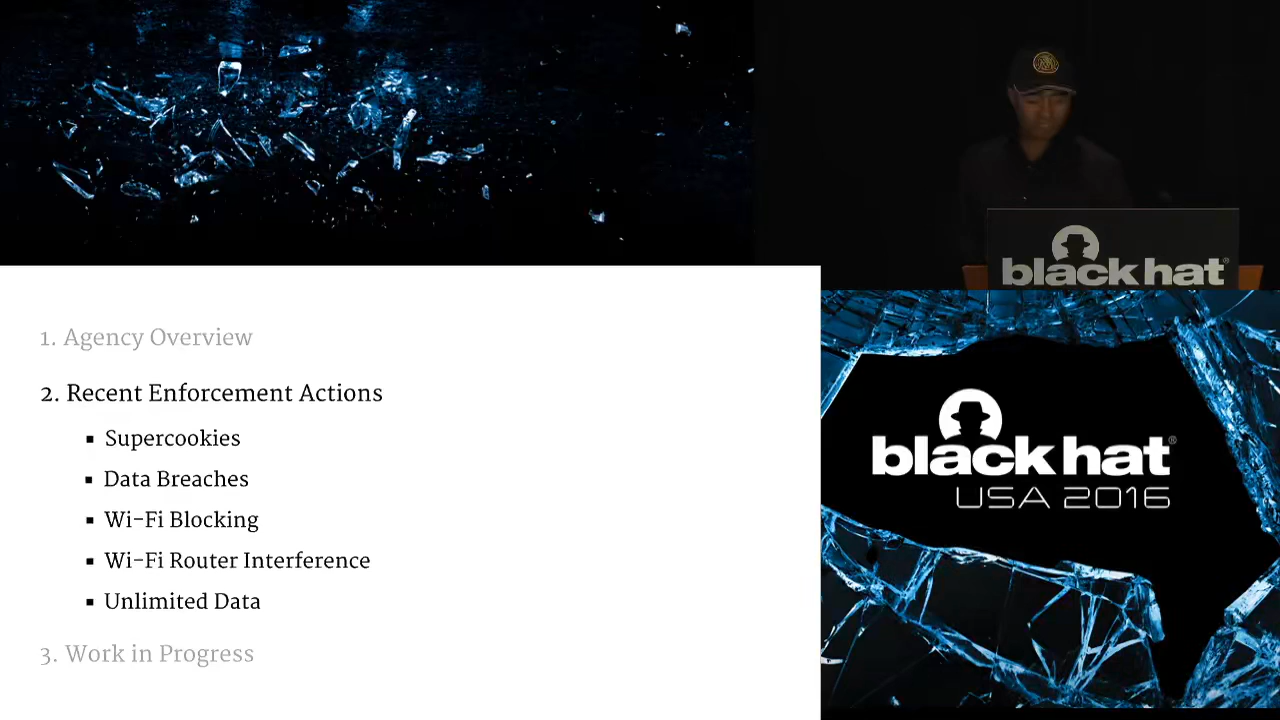 black hat®
1. Agency Overview
2. Recent Enforcement Actions
▪ Supercookies
▪ Data Breaches
▪ Wi-Fi Blocking
▪ Wi-Fi Router Interference
▪ Unlimited Data
3. Work in Progress
black hat®
USA 2016